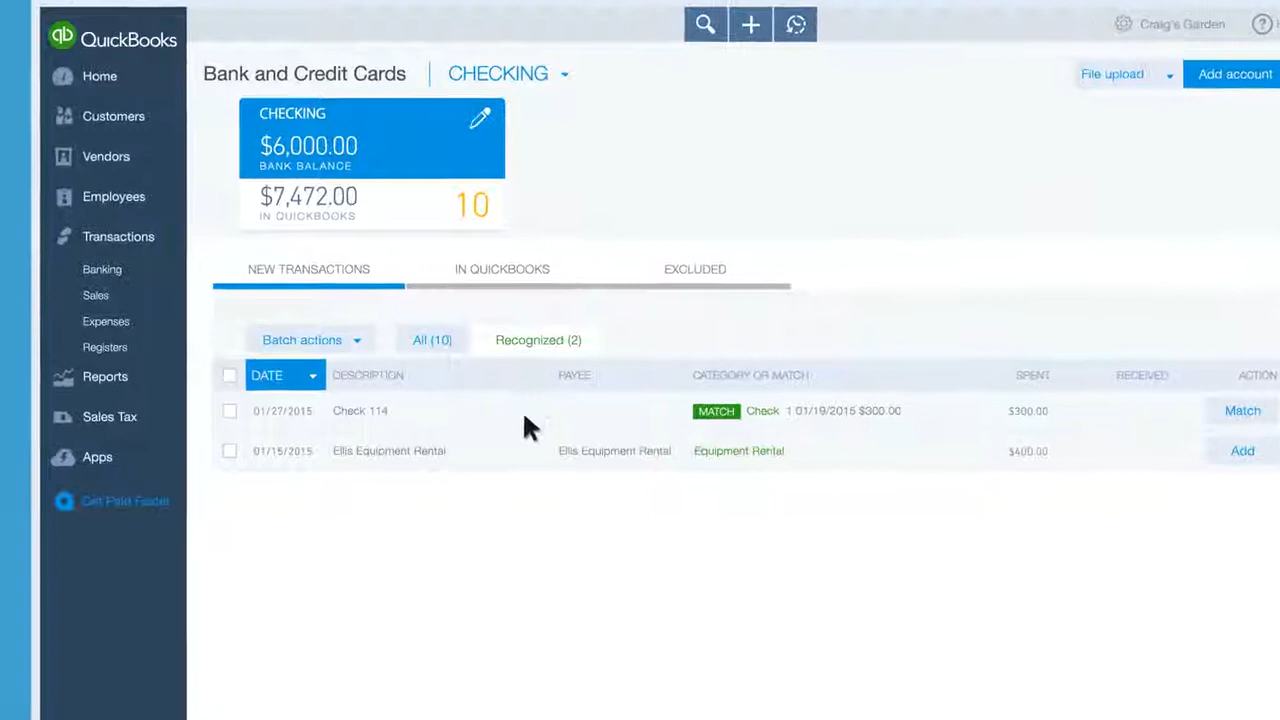 qb QuickBooks
Craig's Garden ?
Home
Customers
Vendors
Employees
Transactions
Banking
Sales
Expenses
Registers
Reports
Sales Tax
Apps
Get Paid Faster
Bank and Credit Cards CHECKING
File upload Add account
CHECKING
$6,000.00
BANK BALANCE
$7,472.00 10
IN QUICKBOOKS
NEW TRANSACTIONS IN QUICKBOOKS EXCLUDED
Batch actions All (10) Recognized (2)
DATE DESCRIPTION PAYEE CATEGORY OR MATCH SPENT RECEIVED ACTION
01/27/2015 Check 114 MATCH Check 1 01/19/2015 $300.00 $300.00 Match
01/15/2015 Ellis Equipment Rental Ellis Equipment Rental Equipment Rental $400.00 Add